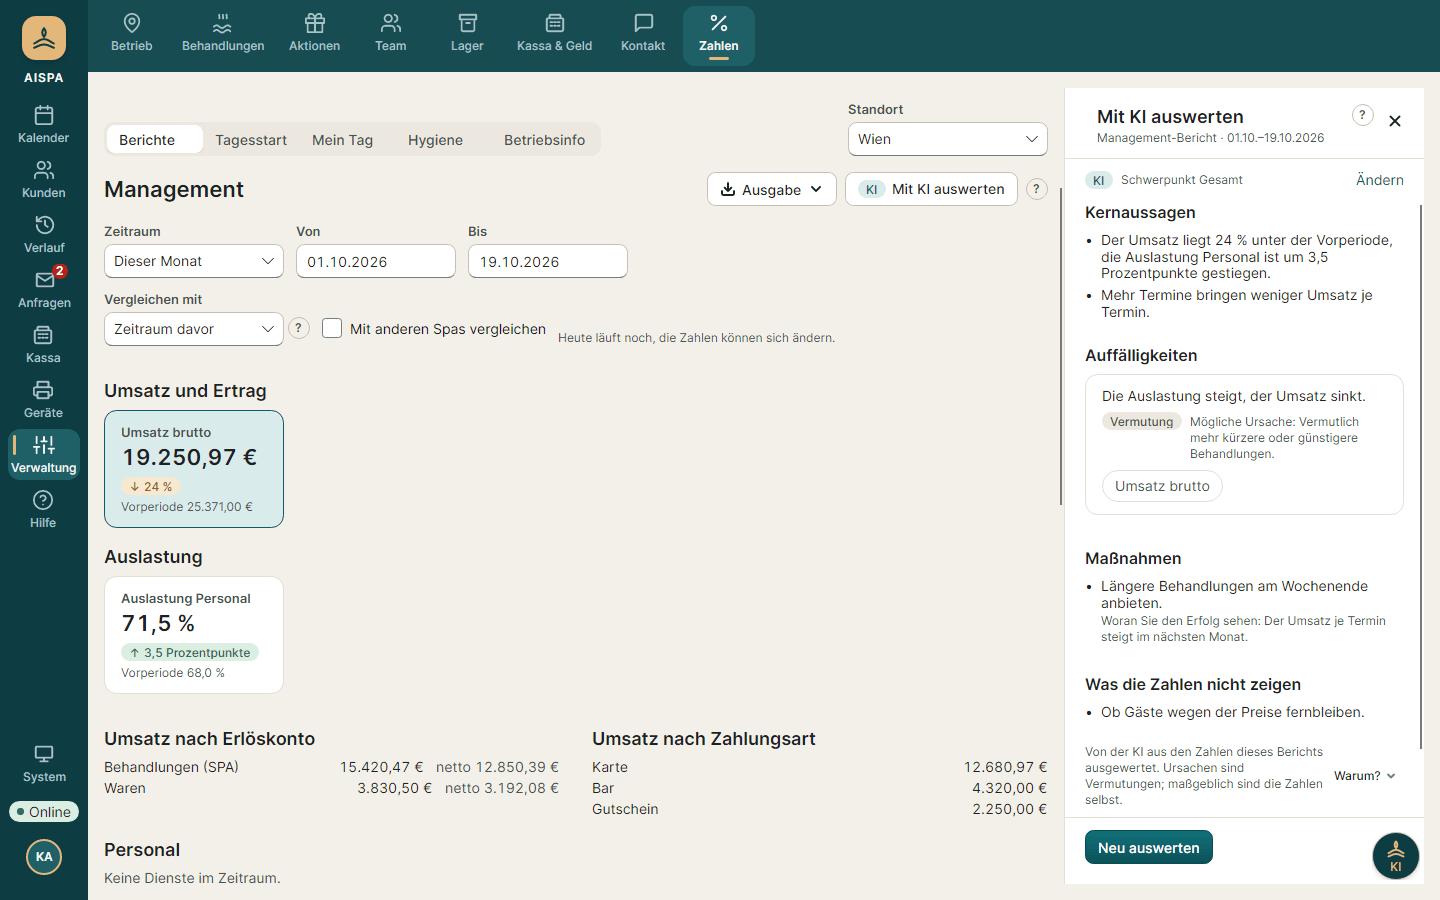 AISPA
Kalender
Kunden
Verlauf
2
Anfragen
Kassa
Geräte
Verwaltung
Hilfe
System
Online
KA
Betrieb
Behandlungen
Aktionen
Team
Lager
Kassa & Geld
Kontakt
Zahlen
Berichte
Tagesstart
Mein Tag
Hygiene
Betriebsinfo
Standort
Wien
Management
Ausgabe
KI Mit KI auswerten
?
Zeitraum
Von
Bis
Dieser Monat
01.10.2026
19.10.2026
Vergleichen mit
Zeitraum davor
?
Mit anderen Spas vergleichen
Heute läuft noch, die Zahlen können sich ändern.
Umsatz und Ertrag
Umsatz brutto
19.250,97 €
↓ 24 %
Vorperiode 25.371,00 €
Auslastung
Auslastung Personal
71,5 %
↑ 3,5 Prozentpunkte
Vorperiode 68,0 %
Umsatz nach Erlöskonto
Behandlungen (SPA) 15.420,47 € netto 12.850,39 €
Waren 3.830,50 € netto 3.192,08 €
Umsatz nach Zahlungsart
Karte 12.680,97 €
Bar 4.320,00 €
Gutschein 2.250,00 €
Personal
Keine Dienste im Zeitraum.
Mit KI auswerten
?
Management-Bericht · 01.10.–19.10.2026
KI Schwerpunkt Gesamt
Ändern
Kernaussagen
• Der Umsatz liegt 24 % unter der Vorperiode,
die Auslastung Personal ist um 3,5
Prozentpunkte gestiegen.
• Mehr Termine bringen weniger Umsatz je
Termin.
Auffälligkeiten
Die Auslastung steigt, der Umsatz sinkt.
Vermutung
Mögliche Ursache: Vermutlich
mehr kürzere oder günstigere
Behandlungen.
Umsatz brutto
Maßnahmen
• Längere Behandlungen am Wochenende
anbieten.
Woran Sie den Erfolg sehen: Der Umsatz je Termin
steigt im nächsten Monat.
Was die Zahlen nicht zeigen
• Ob Gäste wegen der Preise fernbleiben.
Von der KI aus den Zahlen dieses Berichts
ausgewertet. Ursachen sind
Vermutungen; maßgeblich sind die Zahlen
selbst.
Warum?
Neu auswerten
KI